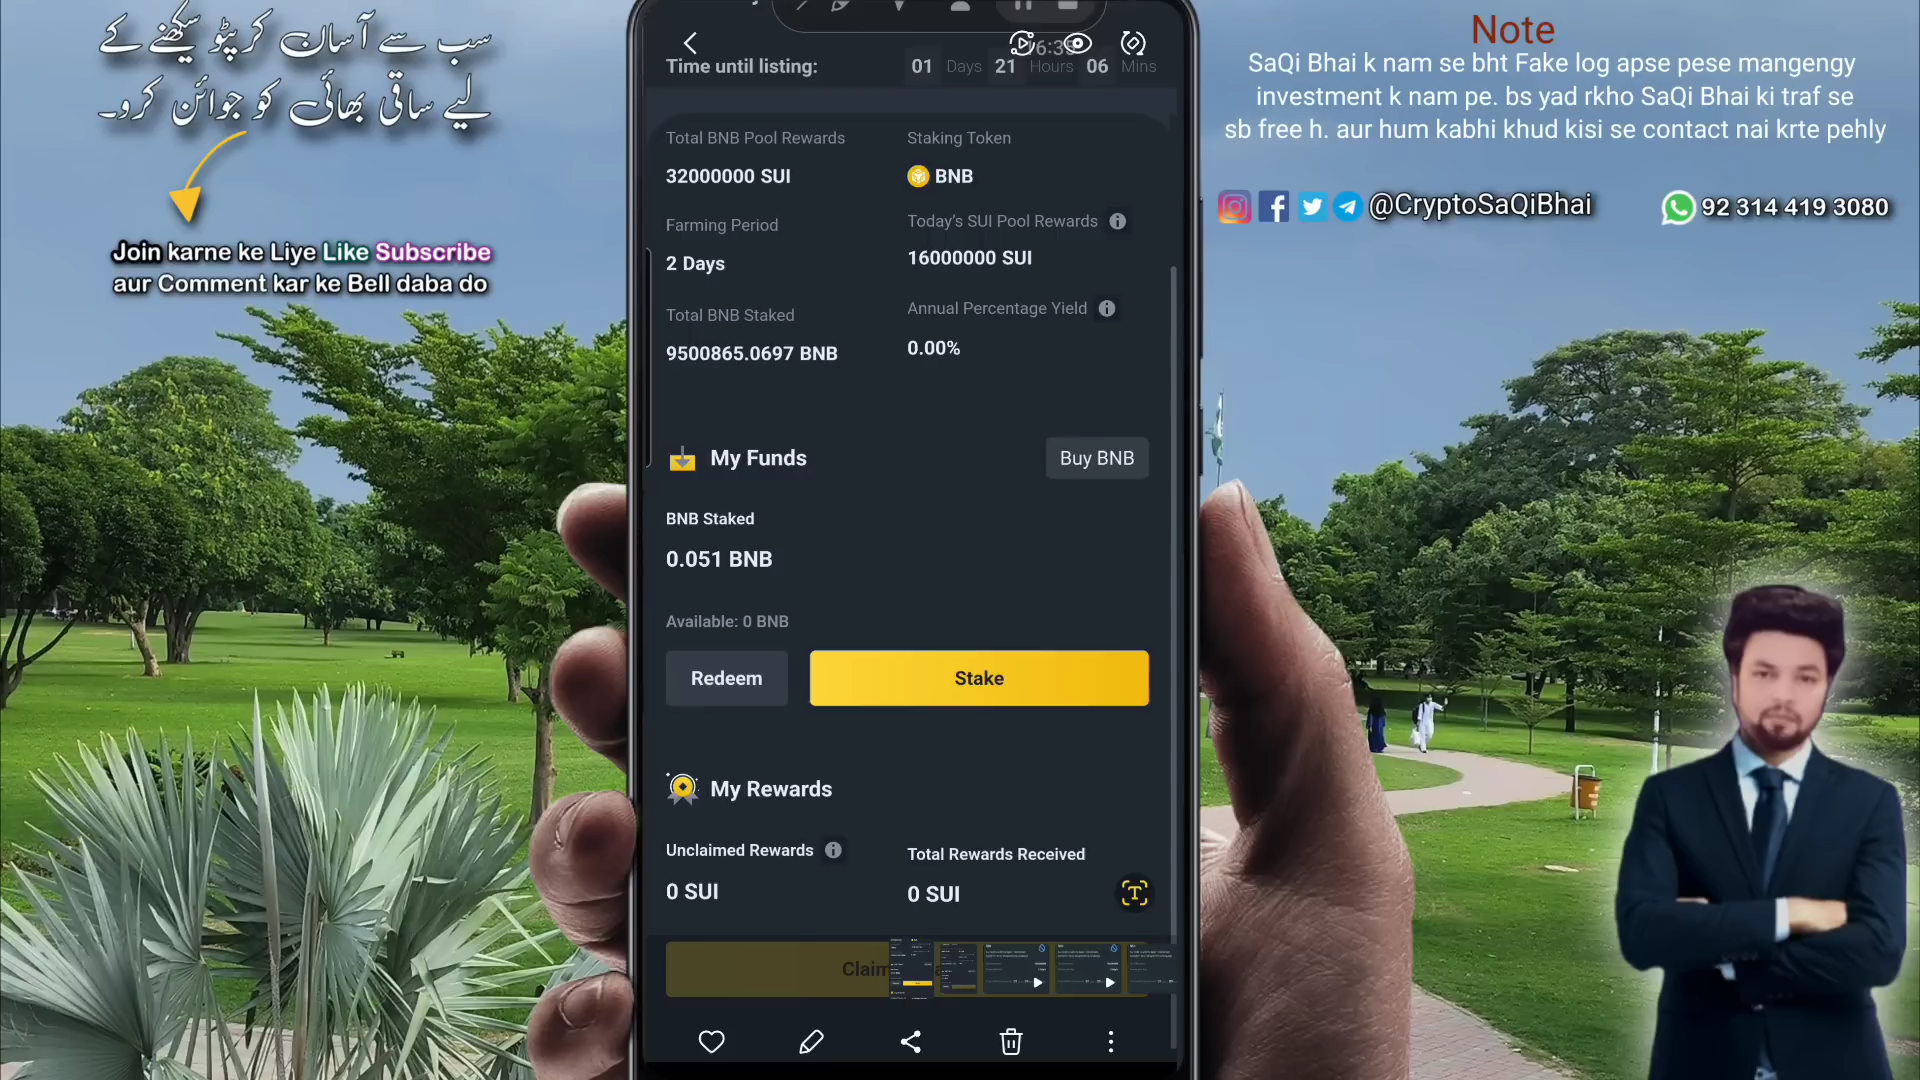 سب سے آسان کرپٹو سیکھنے کے
لیے ساقی بھائی کو جوائن کرو۔
Join karne ke Liye Like Subscribe
aur Comment kar ke Bell daba do
Time until listing:
01 Days 21 Hours 06 Mins
Total BNB Pool Rewards
32000000 SUI
Staking Token
BNB
Farming Period
2 Days
Today's SUI Pool Rewards
16000000 SUI
Total BNB Staked
9500865.0697 BNB
Annual Percentage Yield
0.00%
My Funds
Buy BNB
BNB Staked
0.051 BNB
Available: 0 BNB
Redeem
Stake
My Rewards
Unclaimed Rewards
0 SUI
Total Rewards Received
0 SUI
Note
SaQi Bhai k nam se bht Fake log apse pese mangengy
investment k nam pe. bs yad rkho SaQi Bhai ki traf se
sb free h. aur hum kabhi khud kisi se contact nai krte pehly
@CryptoSaQiBhai
92 314 419 3080